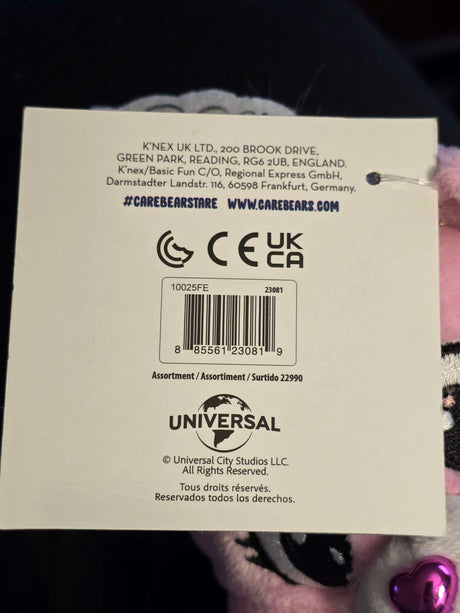 K'NEX UK LTD., 200 BROOK DRIVE,
GREEN PARK, READING, RG6 2UB, ENGLAND.
K'nex/Basic Fun C/O, Regional Express GmbH,
Darmstadter Landstr. 116, 60598 Frankfurt, Germany.
#CAREBEARSTARE WWW.CAREBEARS.COM
CE UK
CA
10025FE 23081
8 85561 23081 9
Assortment / Assortiment / Surtido 22990
UNIVERSAL
© Universal City Studios LLC.
All Rights Reserved.
Tous droits réservés.
Reservados todos los derechos.